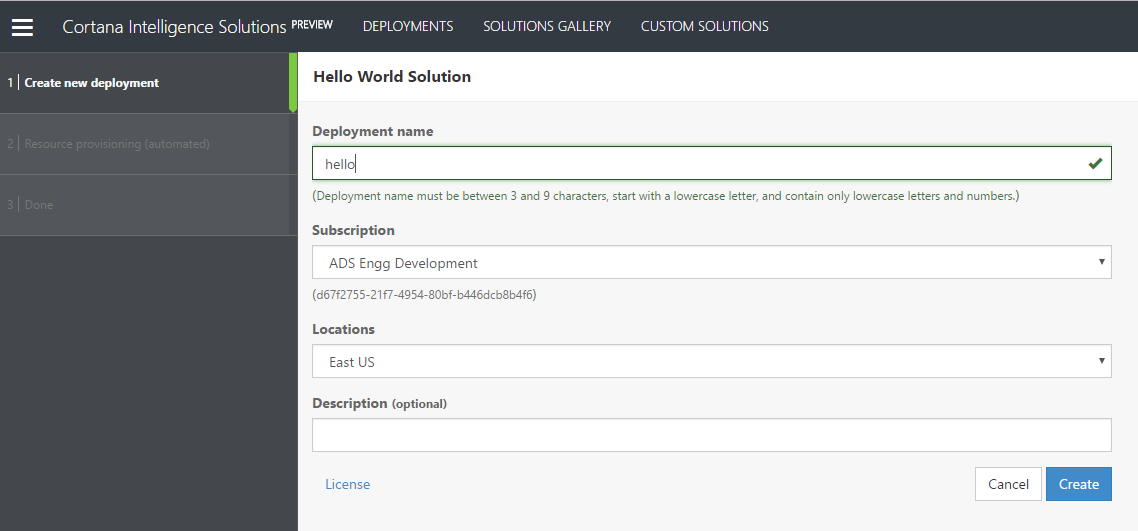 Cortana Intelligence Solutions PREVIEW DEPLOYMENTS SOLUTIONS GALLERY CUSTOM SOLUTIONS
1 Create new deployment
2 Resource provisioning (automated)
3 Done
Hello World Solution
Deployment name
hello
(Deployment name must be between 3 and 9 characters, start with a lowercase letter, and contain only lowercase letters and numbers.)
Subscription
ADS Engg Development
(d67f2755-21f7-4954-80bf-b446dcb8b4f6)
Locations
East US
Description (optional)
License Cancel Create